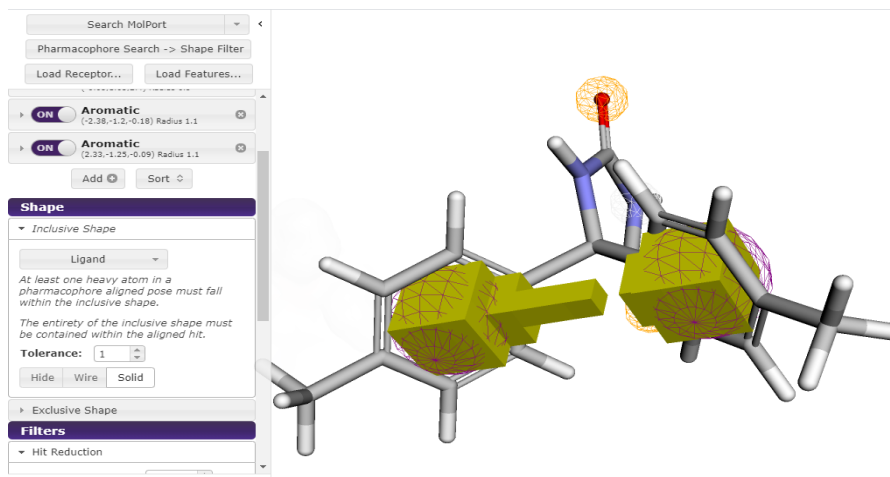 Search MolPort
Pharmacophore Search -> Shape Filter
Load Receptor...
Load Features...
ON
Aromatic
(-2.38,-1.2,-0.18) Radius 1.1
ON
Aromatic
(2.33,-1.25,-0.09) Radius 1.1
Add
Sort
Shape
Inclusive Shape
Ligand
At least one heavy atom in a
pharmacophore aligned pose must fall
within the inclusive shape.
The entirety of the inclusive shape must
be contained within the aligned hit.
Tolerance: 1
Hide
Wire
Solid
Exclusive Shape
Filters
Hit Reduction